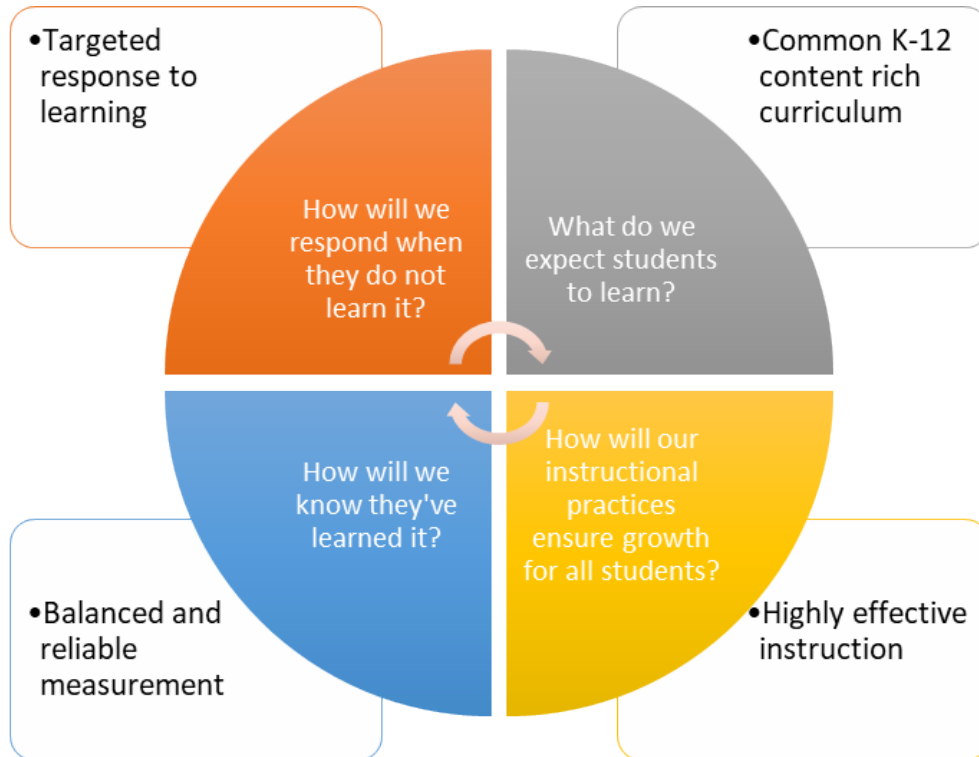 •Targeted
response to
learning
•Common K-12
content rich
curriculum
How will we
respond when
they do not
learn it?
What do we
expect students
to learn?
How will we
know they've
learned it?
How will our
instructional
practices
ensure growth
for all students?
•Balanced and
reliable
measurement
•Highly effective
instruction